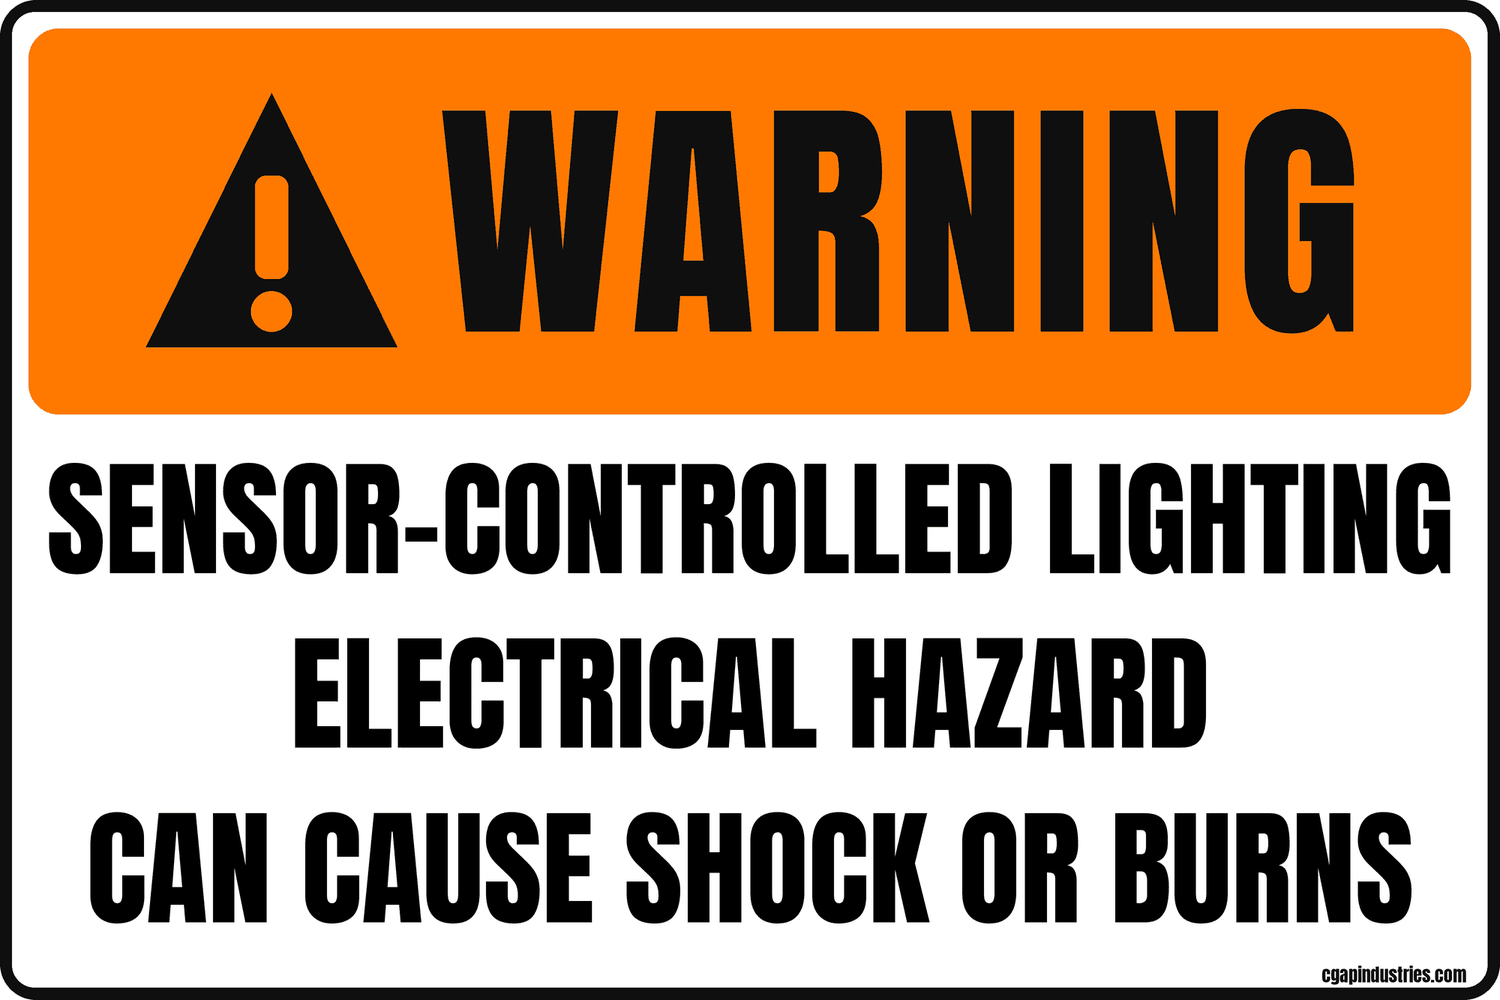 WARNING
SENSOR-CONTROLLED LIGHTING
ELECTRICAL HAZARD
CAN CAUSE SHOCK OR BURNS
cgapindustries.com